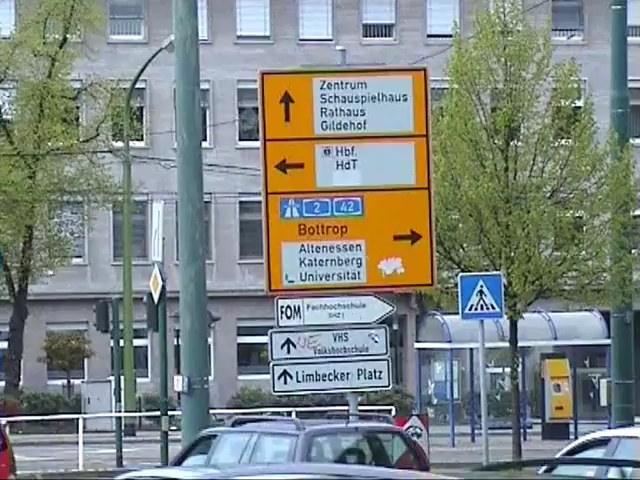 Zentrum
Schauspielhaus
Rathaus
Gildehof
Hbf.
HdT
2 42
Bottrop
Altenessen
Katernberg
Universität
FOM Fachhochschule
VHS
Volkshochschule
Limbecker Platz